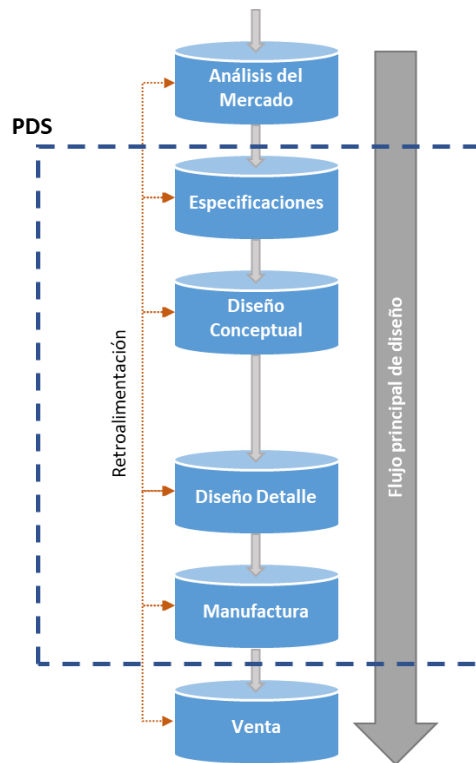 Análisis del
Mercado
PDS
Especificaciones
Diseño
Conceptual
Retroalimentación
Flujo principal de diseño
Diseño Detalle
Manufactura
Venta